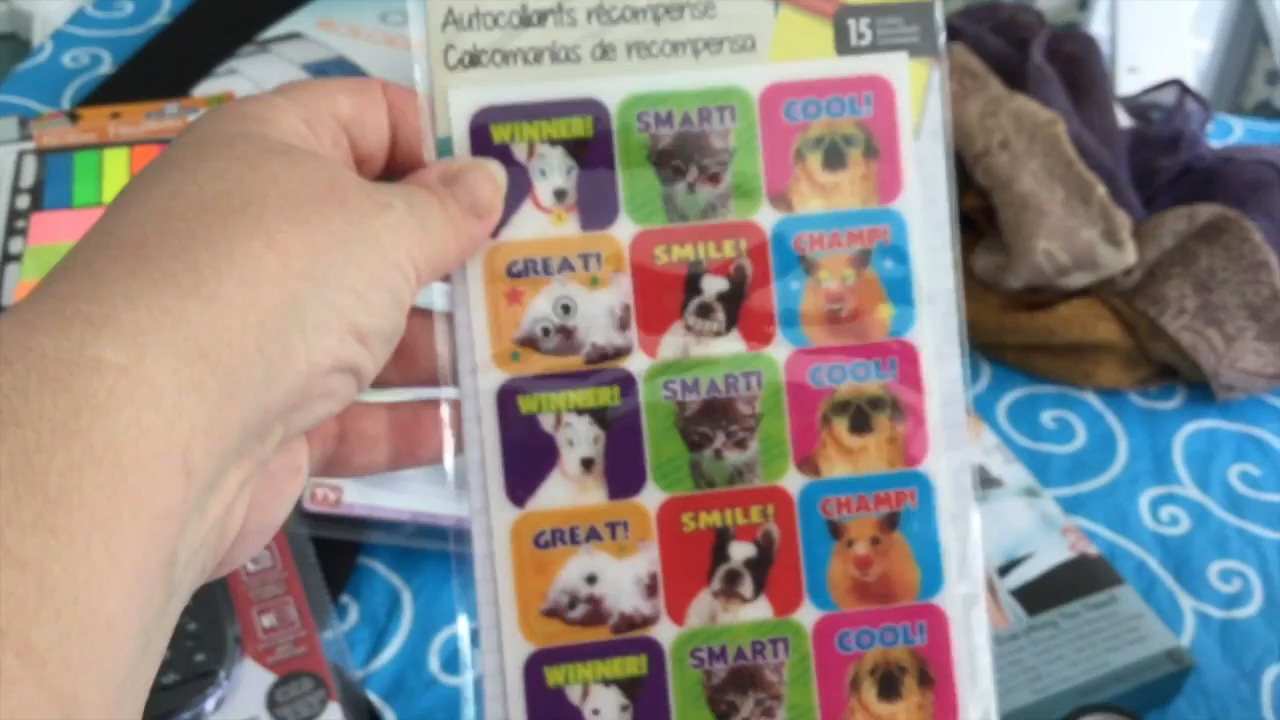 Autocollants récompense
Calcomanías de recompensa
15
WINNER! SMART! COOL!
GREAT! SMILE! CHAMP!
WINNER! SMART! COOL!
GREAT! SMILE! CHAMP!
WINNER! SMART! COOL!